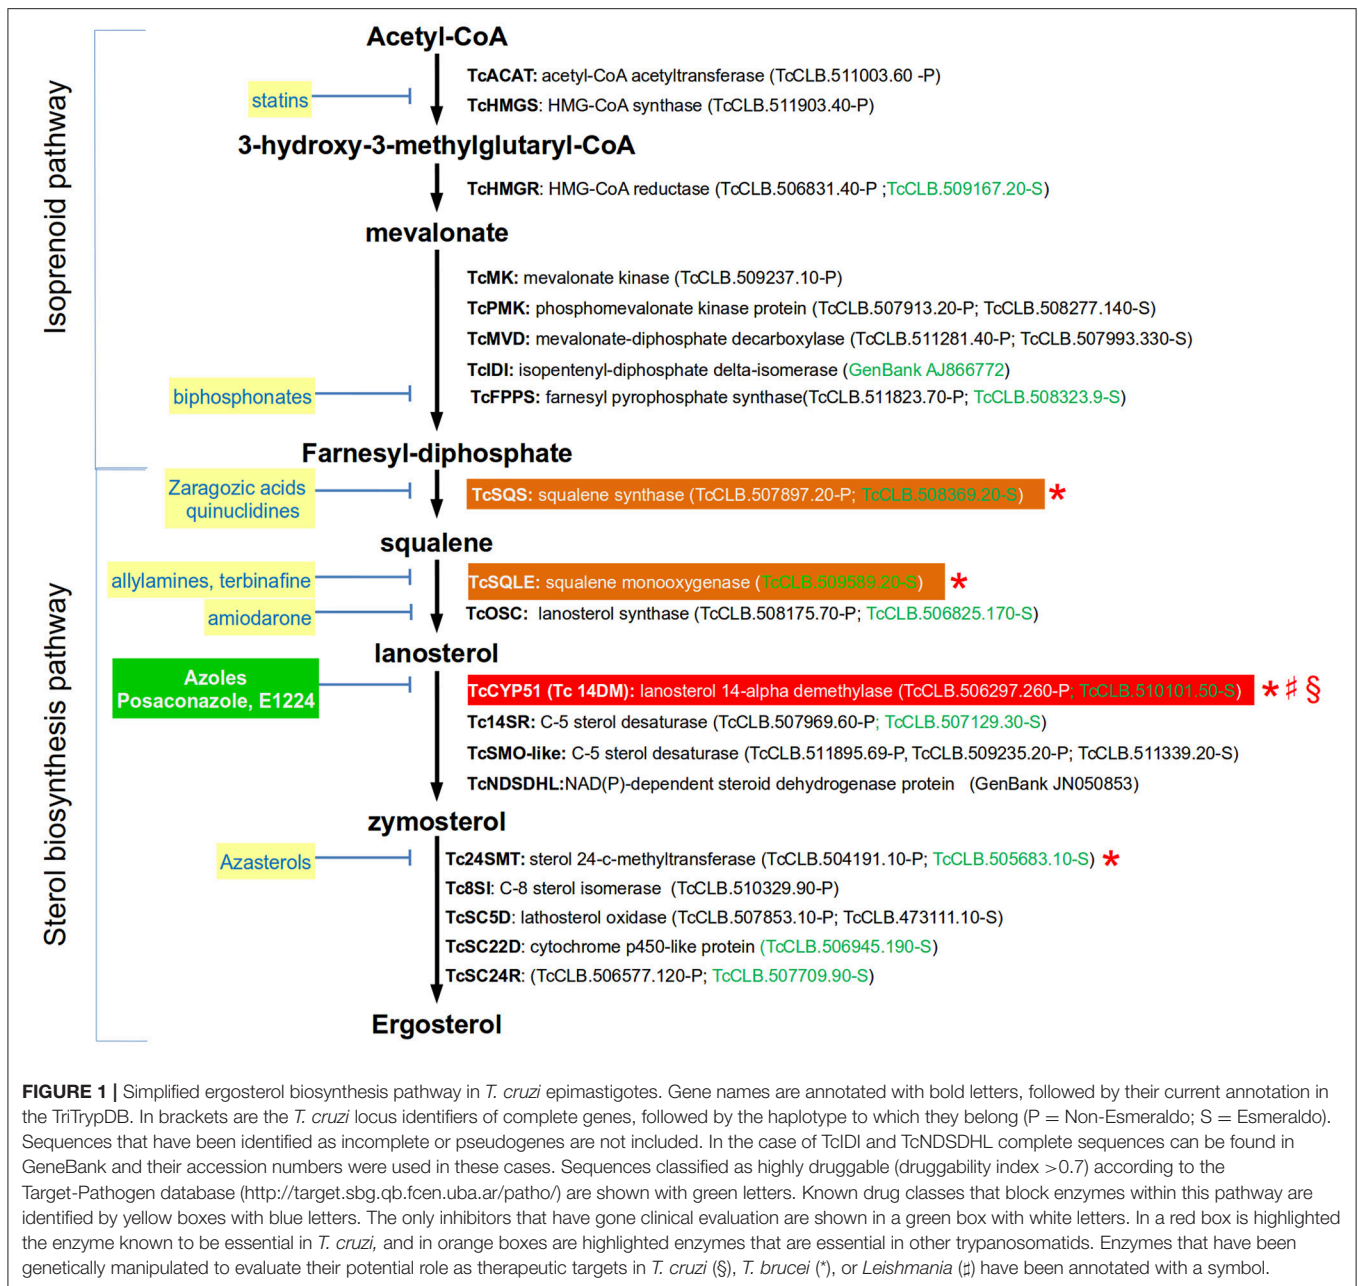 Isoprenoid pathway
Acetyl-CoA
TcACAT: acetyl-CoA acetyltransferase (TcCLB.511003.60 -P)
statins
TcHMGS: HMG-CoA synthase (TcCLB.511903.40-P)
3-hydroxy-3-methylglutaryl-CoA
TcHMGR: HMG-CoA reductase (TcCLB.506831.40-P ;TcCLB.509167.20-S)
mevalonate
TcMK: mevalonate kinase (TcCLB.509237.10-P)
TcPMK: phosphomevalonate kinase protein (TcCLB.507913.20-P; TcCLB.508277.140-S)
TcMVD: mevalonate-diphosphate decarboxylase (TcCLB.511281.40-P; TcCLB.507993.330-S)
TcIDI: isopentenyl-diphosphate delta-isomerase (GenBank AJ866772)
biphosphonates
TcFPPS: farnesyl pyrophosphate synthase(TcCLB.511823.70-P; TcCLB.508323.9-S)
Farnesyl-diphosphate
Sterol biosynthesis pathway
Zaragozic acids
quinuclidines
TcSQS: squalene synthase (TcCLB.507897.20-P; TcCLB.508369.20-S) *
squalene
allylamines, terbinafine
TcSQLE: squalene monooxygenase (TcCLB.509589.20-S) *
amiodarone
TcOSC: lanosterol synthase (TcCLB.508175.70-P; TcCLB.506825.170-S)
lanosterol
Azoles
Posaconazole, E1224
TcCYP51 (Tc 14DM): lanosterol 14-alpha demethylase (TcCLB.506297.260-P; TcCLB.510101.50-S) * ♯ §
Tc14SR: C-5 sterol desaturase (TcCLB.507969.60-P; TcCLB.507129.30-S)
TcSMO-like: C-5 sterol desaturase (TcCLB.511895.69-P, TcCLB.509235.20-P; TcCLB.511339.20-S)
TcNDSDHL:NAD(P)-dependent steroid dehydrogenase protein (GenBank JN050853)
zymosterol
Azasterols
Tc24SMT: sterol 24-c-methyltransferase (TcCLB.504191.10-P; TcCLB.505683.10-S) *
Tc8SI: C-8 sterol isomerase (TcCLB.510329.90-P)
TcSC5D: lathosterol oxidase (TcCLB.507853.10-P; TcCLB.473111.10-S)
TcSC22D: cytochrome p450-like protein (TcCLB.506945.190-S)
TcSC24R: (TcCLB.506577.120-P; TcCLB.507709.90-S)
Ergosterol
FIGURE 1 | Simplified ergosterol biosynthesis pathway in T. cruzi epimastigotes. Gene names are annotated with bold letters, followed by their current annotation in
the TriTrypDB. In brackets are the T. cruzi locus identifiers of complete genes, followed by the haplotype to which they belong (P = Non-Esmeraldo; S = Esmeraldo).
Sequences that have been identified as incomplete or pseudogenes are not included. In the case of TcIDI and TcNDSDHL complete sequences can be found in
GeneBank and their accession numbers were used in these cases. Sequences classified as highly druggable (druggability index >0.7) according to the
Target-Pathogen database (http://target.sbg.qb.fcen.uba.ar/patho/) are shown with green letters. Known drug classes that block enzymes within this pathway are
identified by yellow boxes with blue letters. The only inhibitors that have gone clinical evaluation are shown in a green box with white letters. In a red box is highlighted
the enzyme known to be essential in T. cruzi, and in orange boxes are highlighted enzymes that are essential in other trypanosomatids. Enzymes that have been
genetically manipulated to evaluate their potential role as therapeutic targets in T. cruzi (§), T. brucei (*), or Leishmania (♯) have been annotated with a symbol.